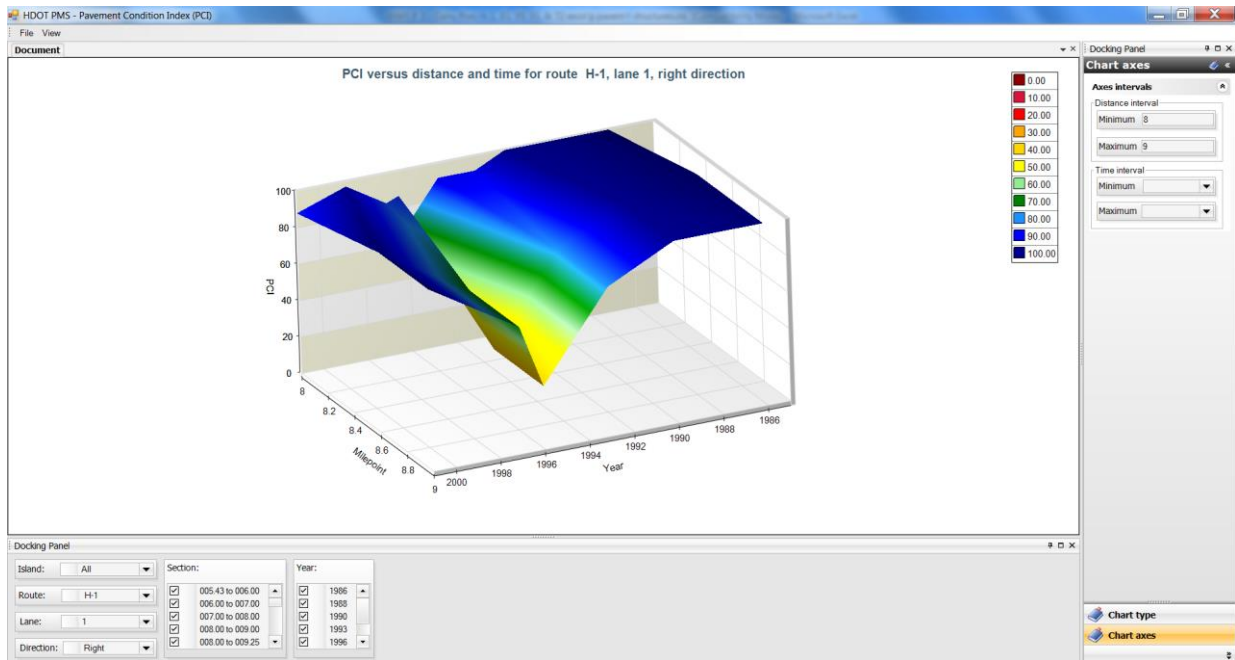 HDOT PMS - Pavement Condition Index (PCI)
File View
Document
PCI versus distance and time for route H-1, lane 1, right direction
100
80
60
40
20
0
PCI
8
8.2
8.4
8.6
8.8
9
Milepoint
2000
1998
1996
1994
1992
1990
1988
1986
Year
0.00
10.00
20.00
30.00
40.00
50.00
60.00
70.00
80.00
90.00
100.00
Docking Panel
Chart axes
Axes intervals
Distance interval
Minimum 8
Maximum 9
Time interval
Minimum
Maximum
Chart type
Chart axes
Docking Panel
Island: All
Route: H-1
Lane: 1
Direction: Right
Section:
005.43 to 006.00
006.00 to 007.00
007.00 to 008.00
008.00 to 009.00
008.00 to 009.25
Year:
1986
1988
1990
1993
1996